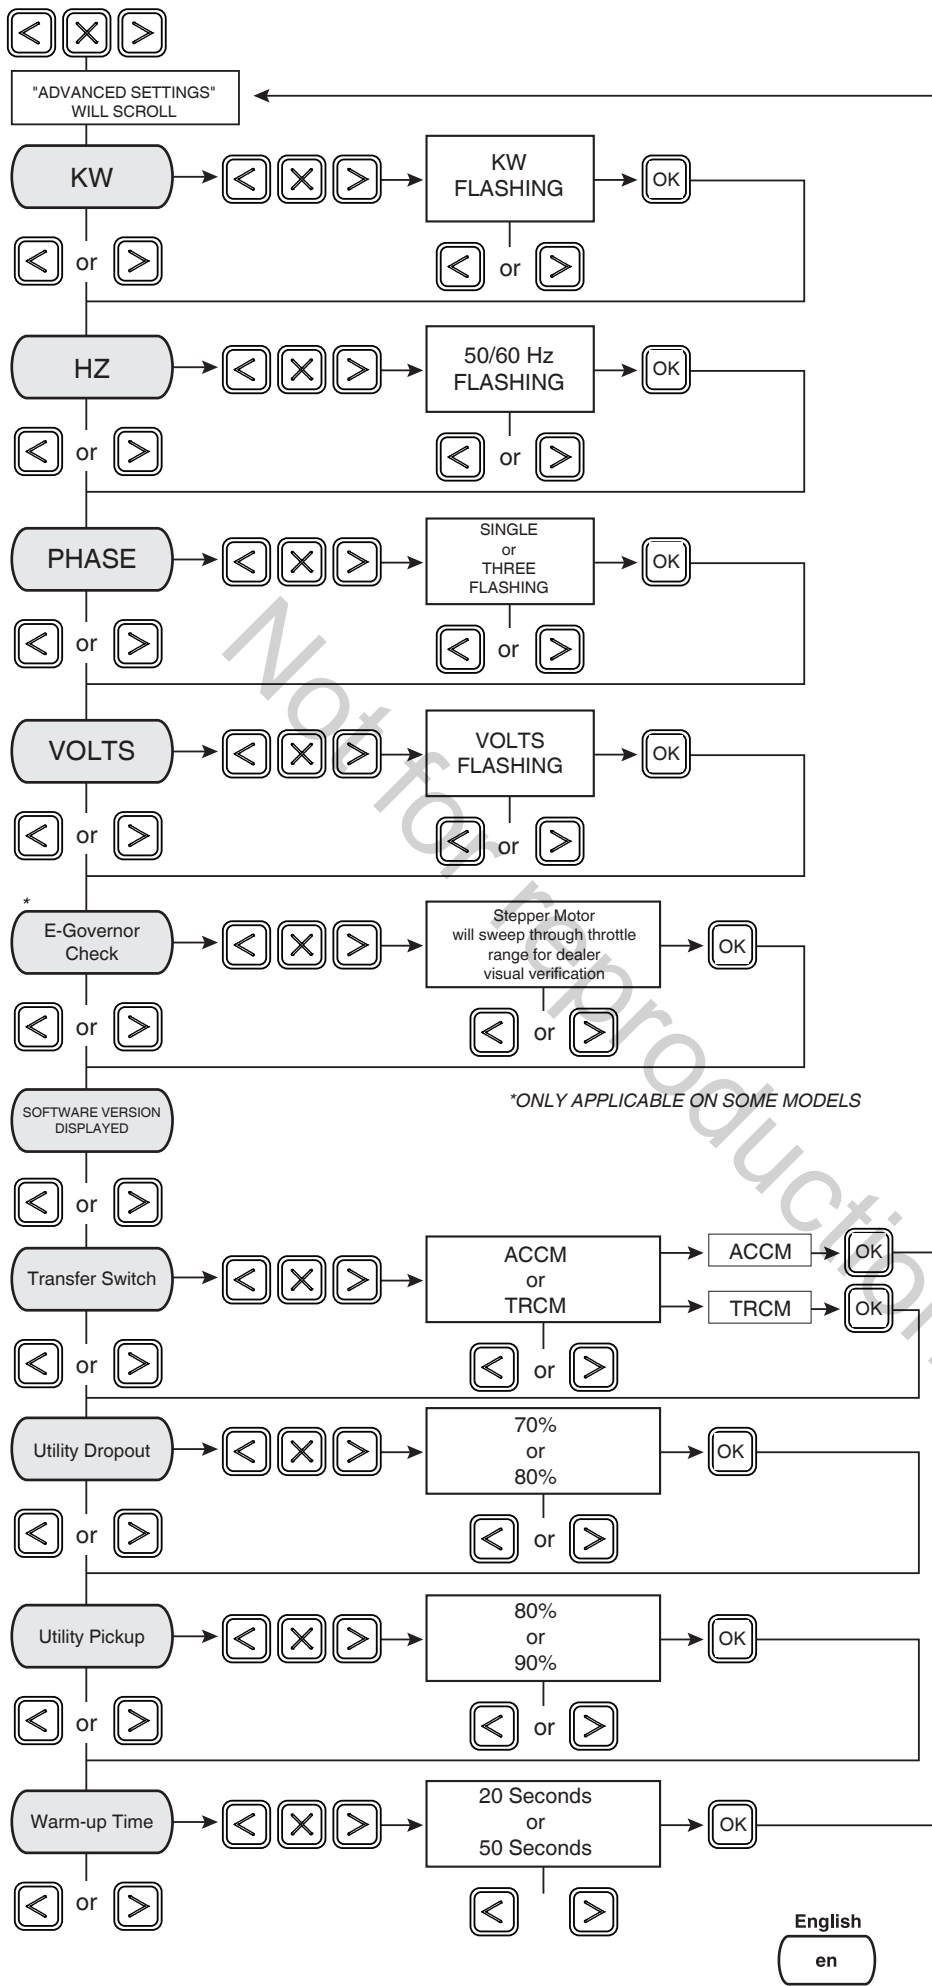 "ADVANCED SETTINGS"
WILL SCROLL
KW
KW
FLASHING
OK
or
or
HZ
50/60 Hz
FLASHING
OK
or
or
PHASE
SINGLE
or
THREE
FLASHING
OK
or
or
VOLTS
VOLTS
FLASHING
OK
or
or
*
E-Governor
Check
Stepper Motor
will sweep through throttle
range for dealer
visual verification
OK
or
or
*ONLY APPLICABLE ON SOME MODELS
SOFTWARE VERSION
DISPLAYED
or
Transfer Switch
ACCM
or
TRCM
ACCM
OK
TRCM
OK
or
or
Utility Dropout
70%
or
80%
OK
or
or
Utility Pickup
80%
or
90%
OK
or
or
Warm-up Time
20 Seconds
or
50 Seconds
OK
or
English
en
Not for reproduction